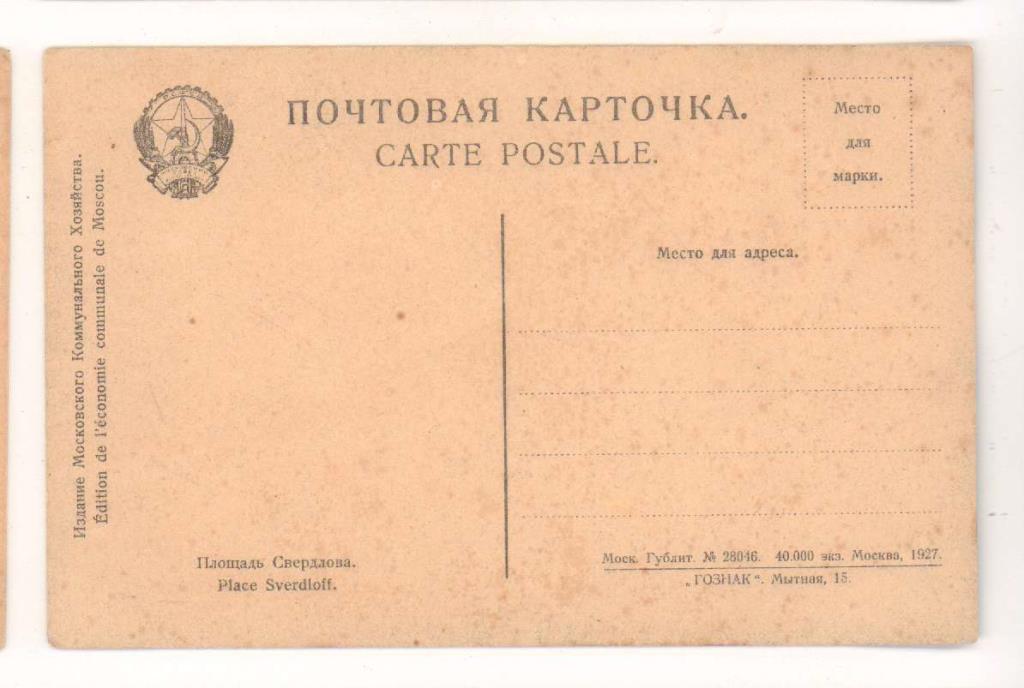 ПОЧТОВАЯ КАРТОЧКА.
CARTE POSTALE.
Место
для
марки.
Издание Московского Коммунального Хозяйства.
Édition de l'économie communale de Moscou.
Место для адреса.
Площадь Свердлова.
Place Sverdloff.
Моск. Гублит. № 28046. 40.000 экз. Москва, 1927.
„ГОЗНАК“. Мытная, 15.